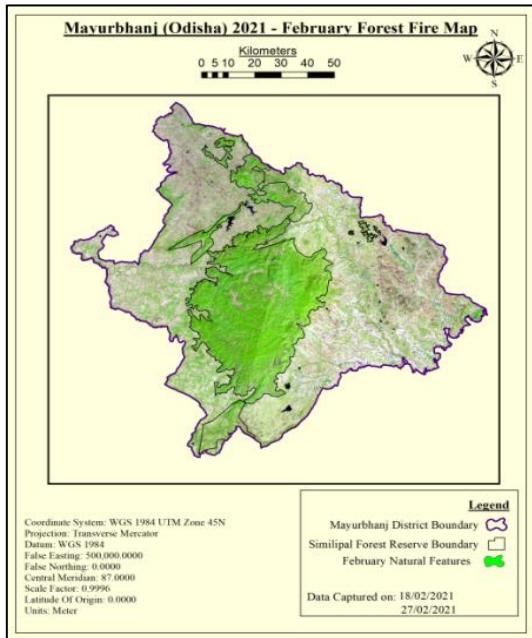 Mayurbhanj (Odisha) 2021 - February Forest Fire Map
Kilometers
0 5 10 20 30 40 50
N
W E
S
Coordinate System: WGS 1984 UTM Zone 45N
Projection: Transverse Mercator
Datum: WGS 1984
False Easting: 500,000.0000
False Northing: 0.0000
Central Meridian: 87.0000
Scale Factor: 0.9996
Latitude Of Origin: 0.0000
Units: Meter
Legend
Mayurbhanj District Boundary
Similipal Forest Reserve Boundary
February Natural Features
Data Captured on: 18/02/2021
27/02/2021